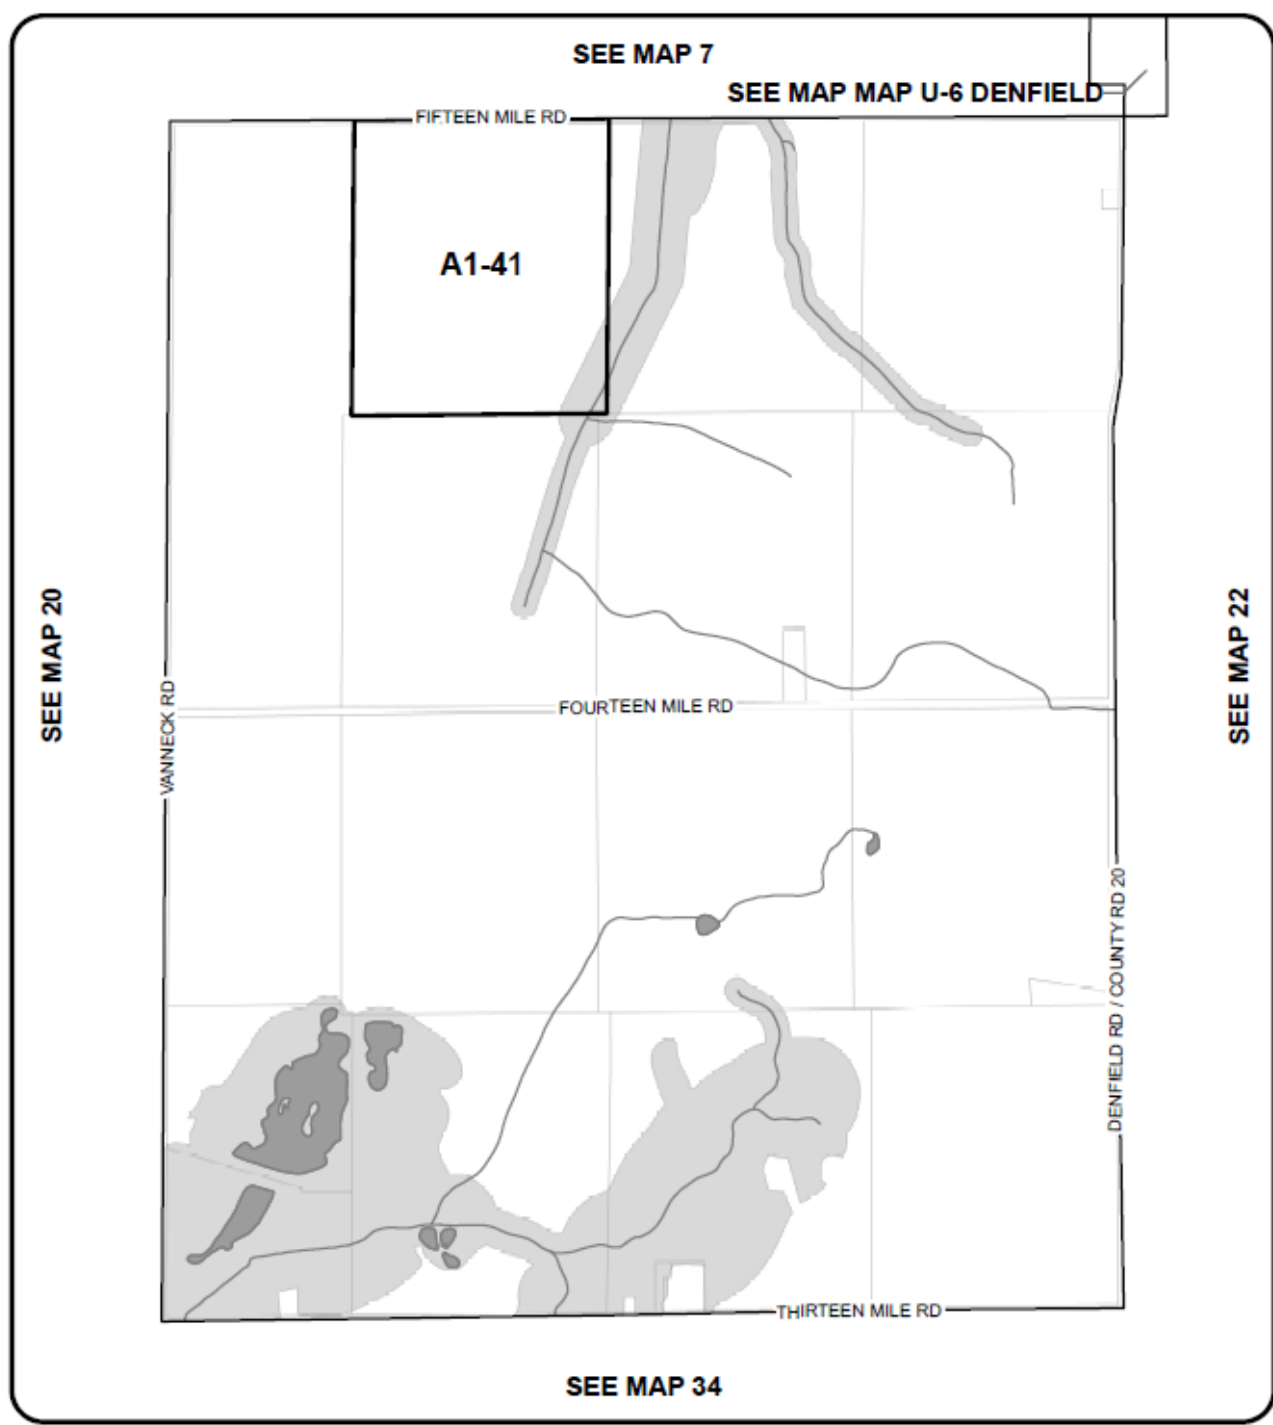 SEE MAP 7
SEE MAP MAP U-6 DENFIELD
FIFTEEN MILE RD
A1-41
SEE MAP 20
SEE MAP 22
VANNECK RD
FOURTEEN MILE RD
DENFIELD RD / COUNTY RD 20
THIRTEEN MILE RD
SEE MAP 34